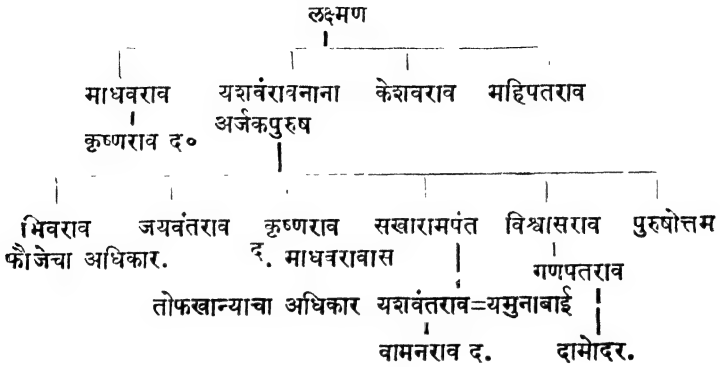 लक्ष्मण
माधवराव यशवंरावनाना केशवराव महिपतराव
कृष्णराव द० अर्जकपुरुष
भिवराव जयवंतराव कृष्णराव सखारामपंत विश्वासराव पुरुषोत्तम
फौजेचा अधिकार. द. माधवरावास
गणपतराव
तोफखान्याचा अधिकार यशवंतराव=यमुनाबाई
वामनराव द. दामोदर.